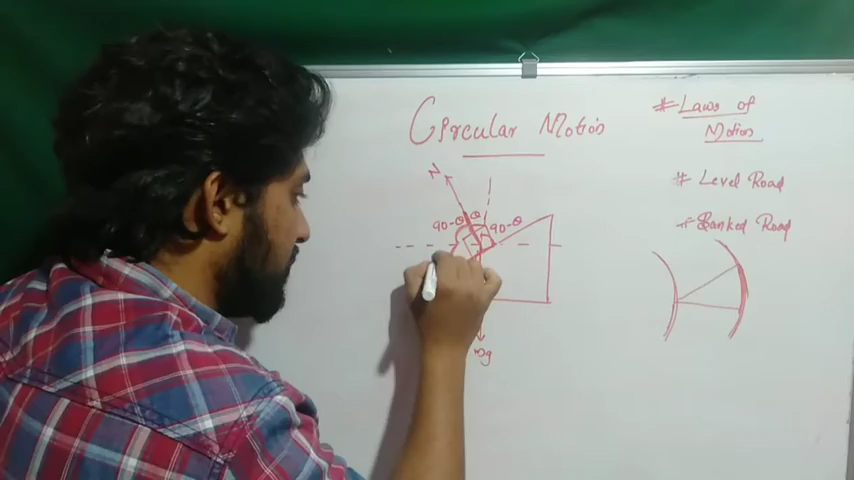 Circular Motion
# Laws of
Motion
# Level Road
# Banked Road
N
θ
90-θ
90-θ
mg